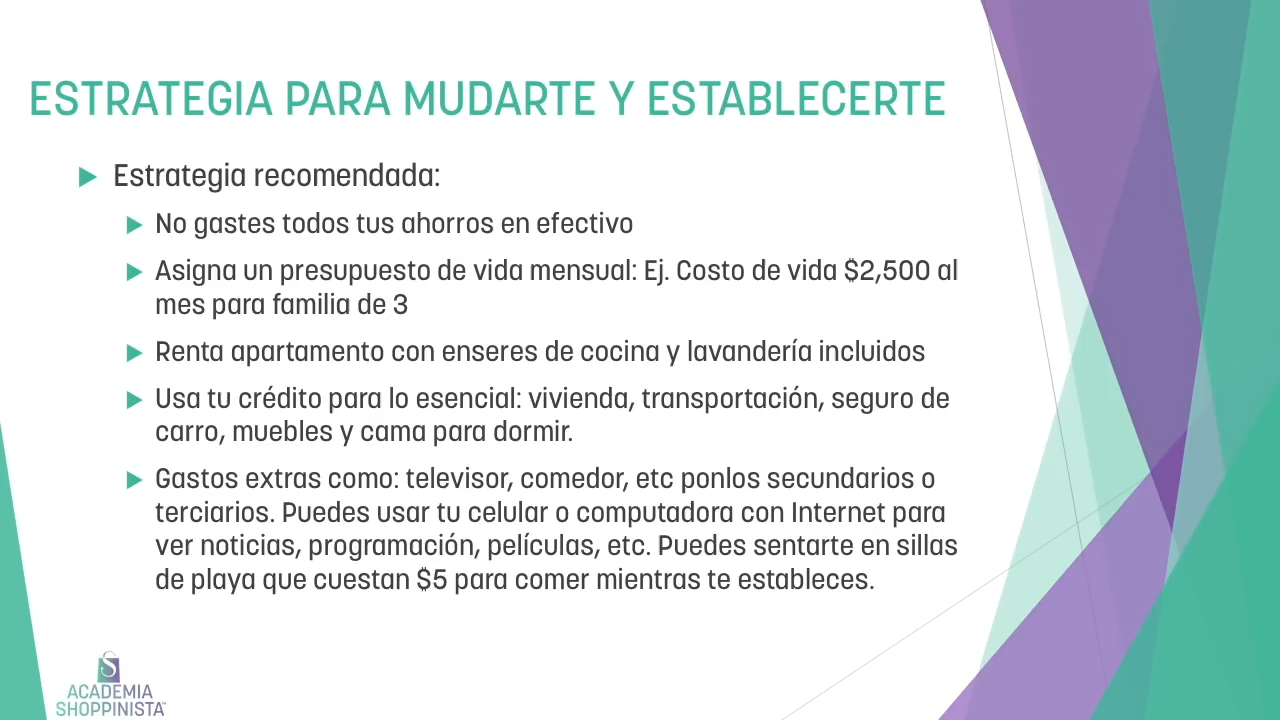 ESTRATEGIA PARA MUDARTE Y ESTABLECERTE
Estrategia recomendada:
No gastes todos tus ahorros en efectivo
Asigna un presupuesto de vida mensual: Ej. Costo de vida $2,500 al
mes para familia de 3
Renta apartamento con enseres de cocina y lavandería incluidos
Usa tu crédito para lo esencial: vivienda, transportación, seguro de
carro, muebles y cama para dormir.
Gastos extras como: televisor, comedor, etc ponlos secundarios o
terciarios. Puedes usar tu celular o computadora con Internet para
ver noticias, programación, películas, etc. Puedes sentarte en sillas
de playa que cuestan $5 para comer mientras te estableces.
S
ACADEMIA
SHOPPINISTA™